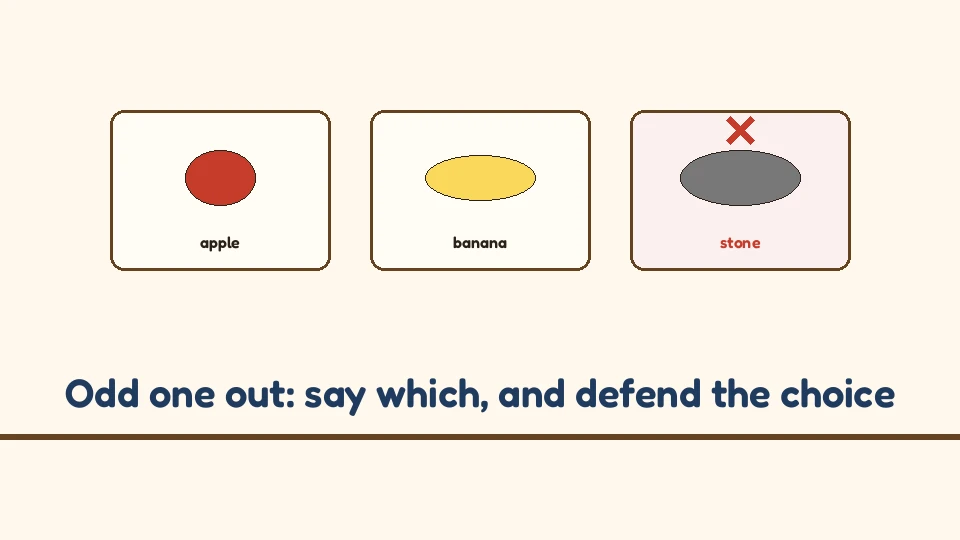 apple
banana
stone
Odd one out: say which, and defend the choice